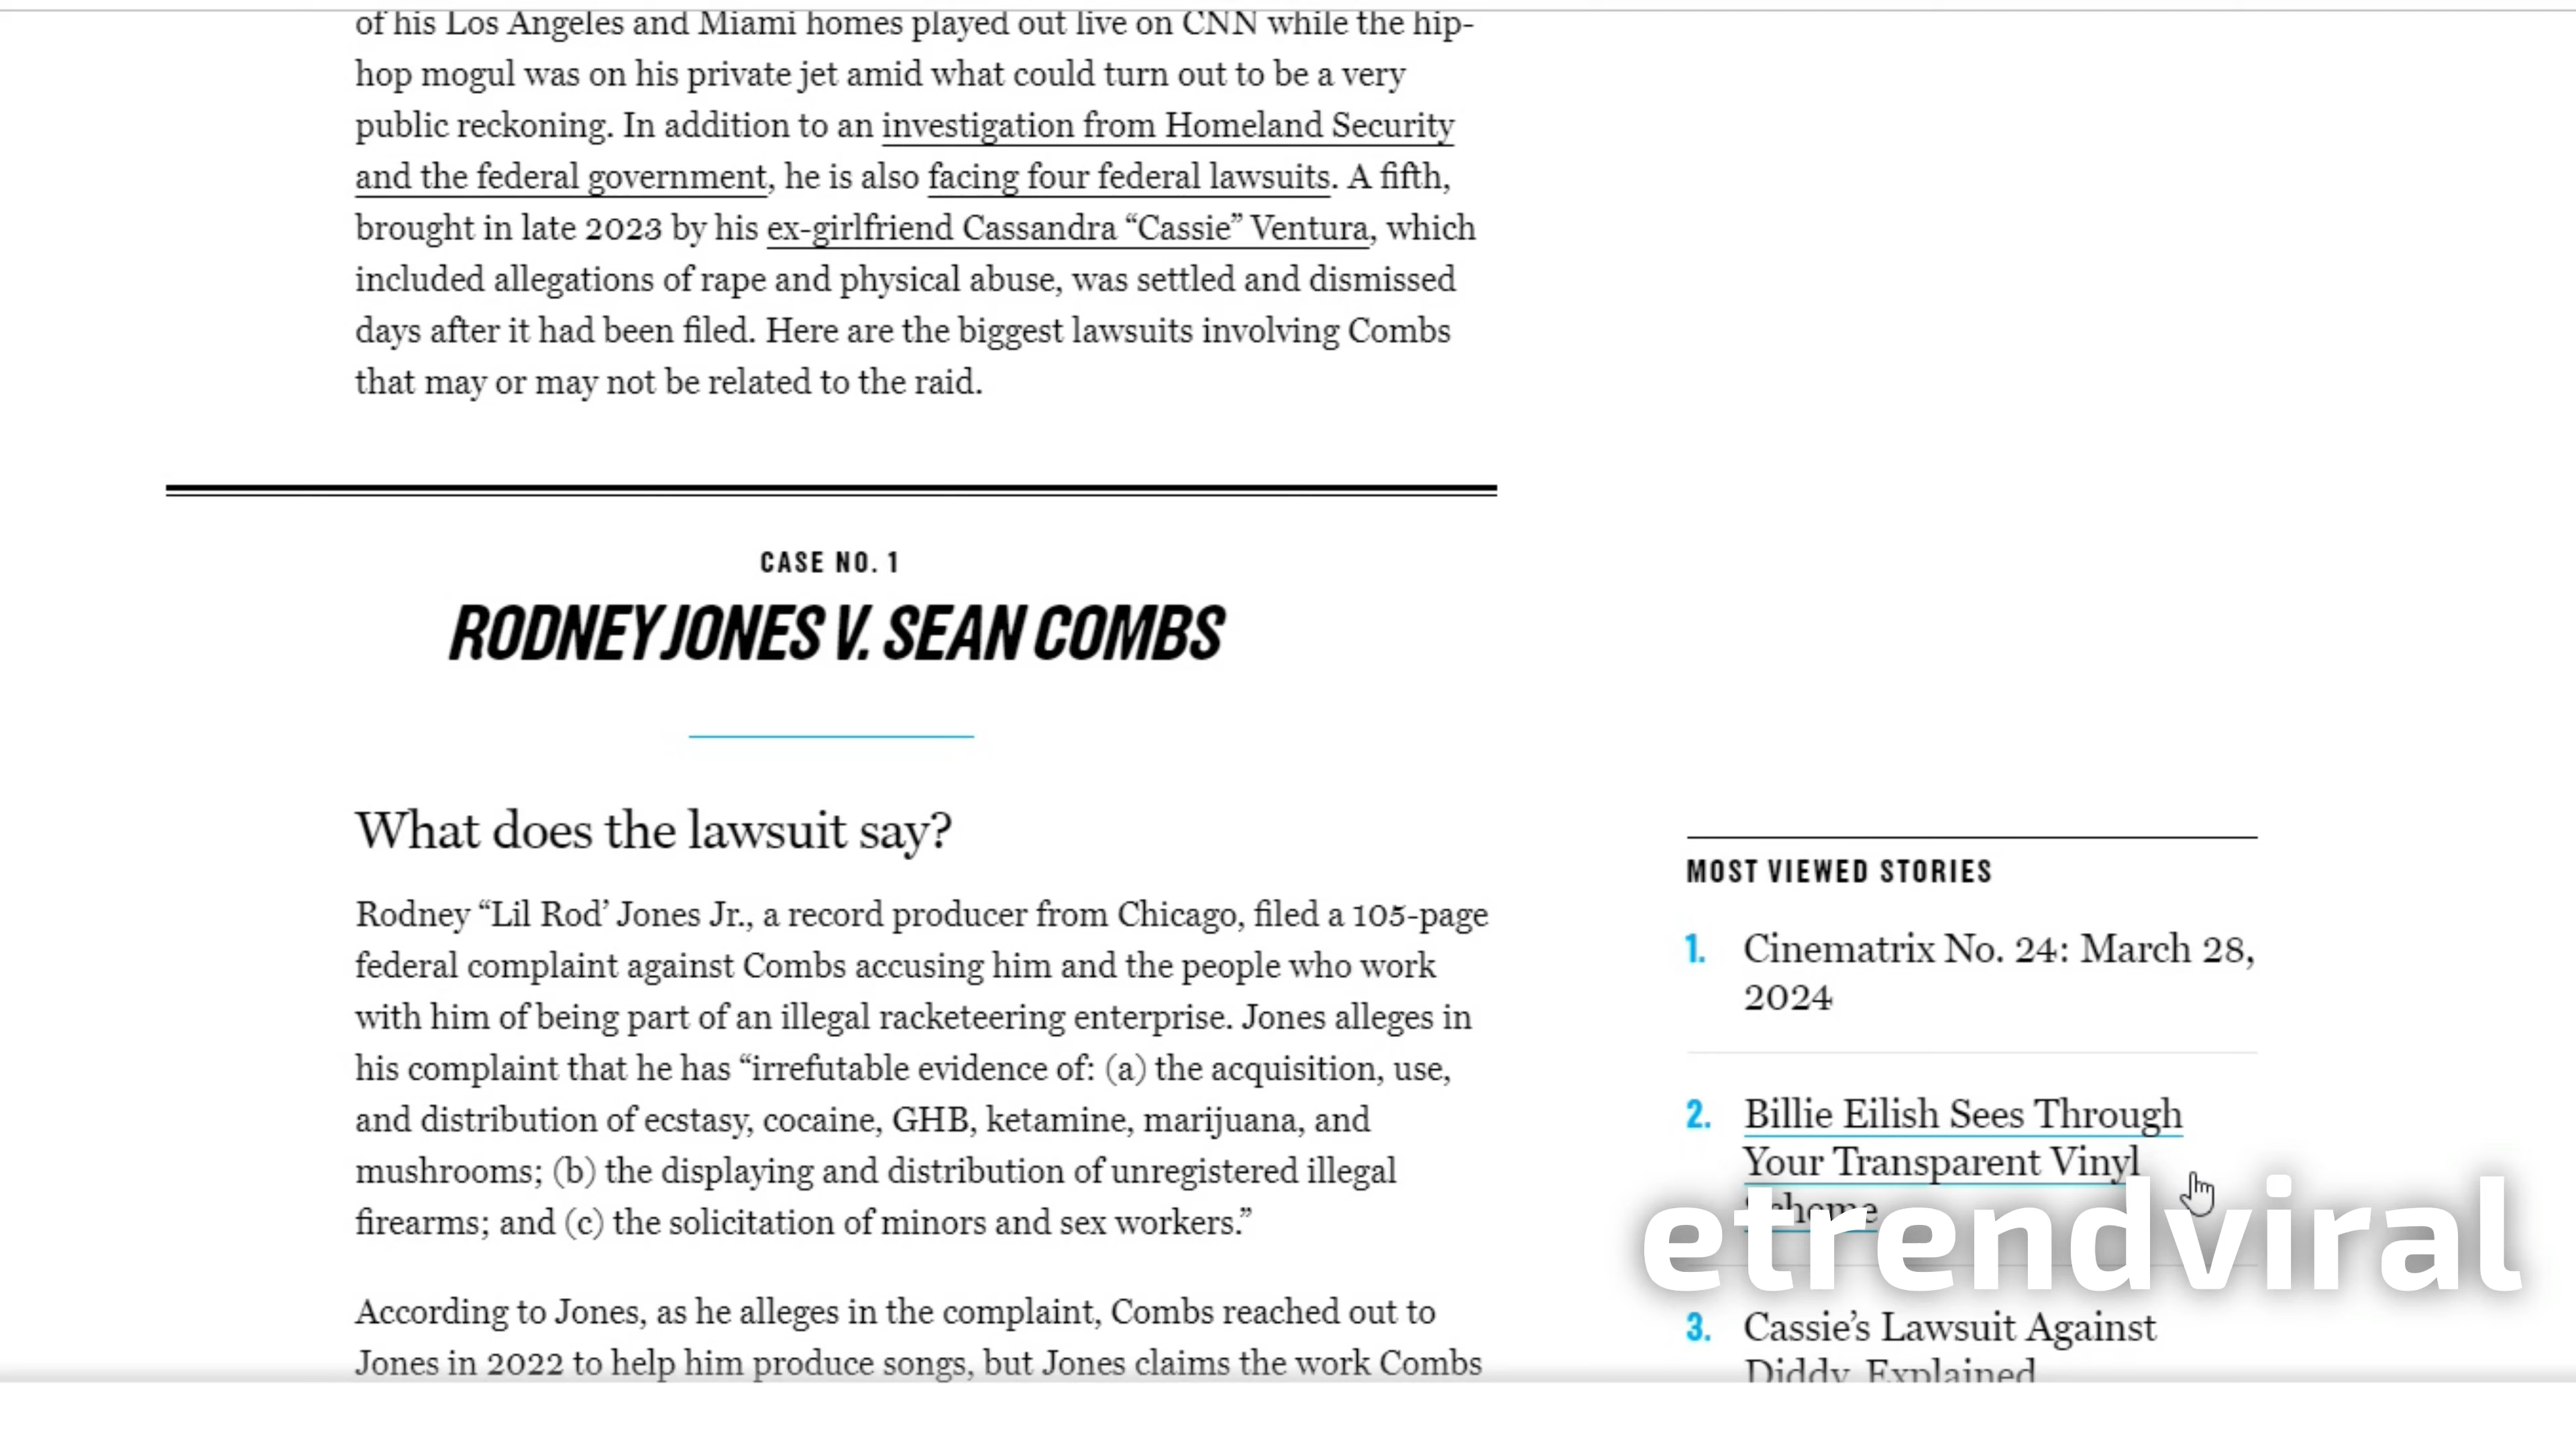 of his Los Angeles and Miami homes played out live on CNN while the hip-
hop mogul was on his private jet amid what could turn out to be a very
public reckoning. In addition to an investigation from Homeland Security
and the federal government, he is also facing four federal lawsuits. A fifth,
brought in late 2023 by his ex-girlfriend Cassandra “Cassie” Ventura, which
included allegations of rape and physical abuse, was settled and dismissed
days after it had been filed. Here are the biggest lawsuits involving Combs
that may or may not be related to the raid.
CASE NO. 1
RODNEY JONES V. SEAN COMBS
What does the lawsuit say?
Rodney “Lil Rod’ Jones Jr., a record producer from Chicago, filed a 105-page
federal complaint against Combs accusing him and the people who work
with him of being part of an illegal racketeering enterprise. Jones alleges in
his complaint that he has “irrefutable evidence of: (a) the acquisition, use,
and distribution of ecstasy, cocaine, GHB, ketamine, marijuana, and
mushrooms; (b) the displaying and distribution of unregistered illegal
firearms; and (c) the solicitation of minors and sex workers.”
According to Jones, as he alleges in the complaint, Combs reached out to
Jones in 2022 to help him produce songs, but Jones claims the work Combs
MOST VIEWED STORIES
1. Cinematrix No. 24: March 28,
2024
2. Billie Eilish Sees Through
Your Transparent Vinyl
etrendviral
3. Cassie’s Lawsuit Against
Diddy, Explained